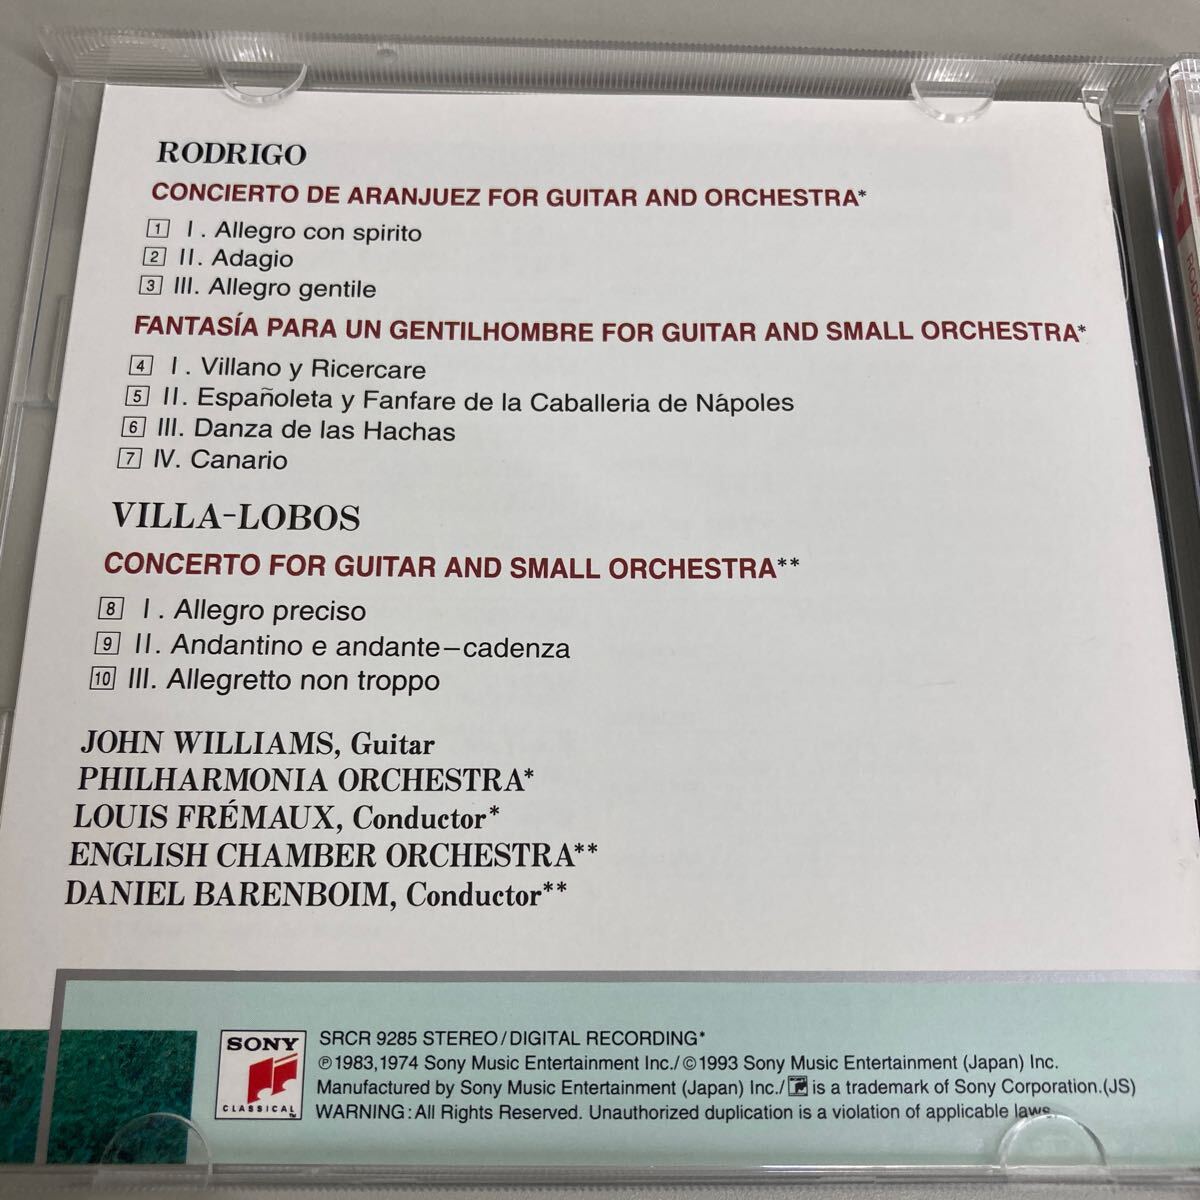 RODRIGO
CONCIERTO DE ARANJUEZ FOR GUITAR AND ORCHESTRA*
1 I. Allegro con spirito
2 II. Adagio
3 III. Allegro gentile
FANTASÍA PARA UN GENTILHOMBRE FOR GUITAR AND SMALL ORCHESTRA*
4 I. Villano y Ricercare
5 II. Españoleta y Fanfare de la Caballeria de Nápoles
6 III. Danza de las Hachas
7 IV. Canario
VILLA-LOBOS
CONCERTO FOR GUITAR AND SMALL ORCHESTRA**
8 I. Allegro preciso
9 II. Andantino e andante–cadenza
10 III. Allegretto non troppo
JOHN WILLIAMS, Guitar
PHILHARMONIA ORCHESTRA*
LOUIS FRÉMAUX, Conductor*
ENGLISH CHAMBER ORCHESTRA**
DANIEL BARENBOIM, Conductor**
SONY
CLASSICAL™
SRCR 9285 STEREO/DIGITAL RECORDING*
℗1983,1974 Sony Music Entertainment Inc./©1993 Sony Music Entertainment (Japan) Inc.
Manufactured by Sony Music Entertainment (Japan) Inc./ is a trademark of Sony Corporation.(JS)
WARNING:All Rights Reserved. Unauthorized duplication is a violation of applicable laws.